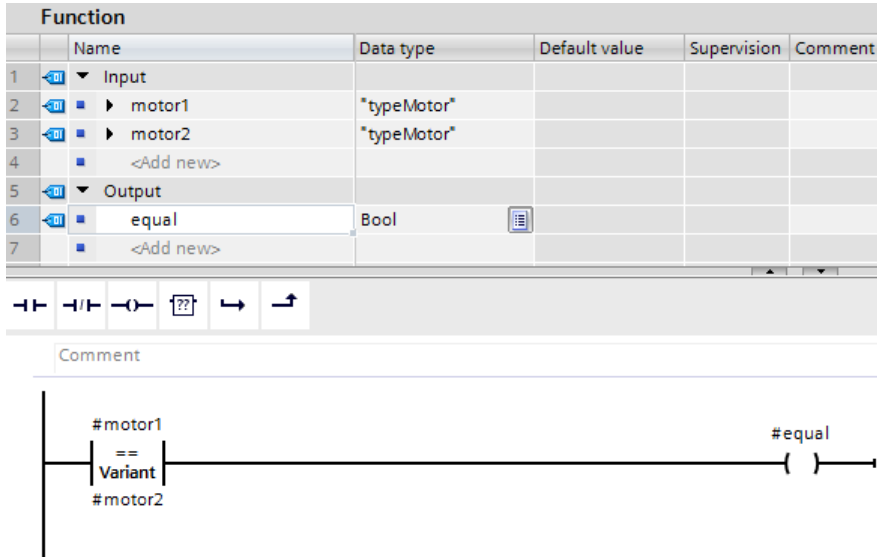 Function
Name Data type Default value Supervision Comment
1 Input
2 motor1 "typeMotor"
3 motor2 "typeMotor"
4 <Add new>
5 Output
6 equal Bool
7 <Add new>
??
Comment
#motor1
#equal
==
Variant
#motor2